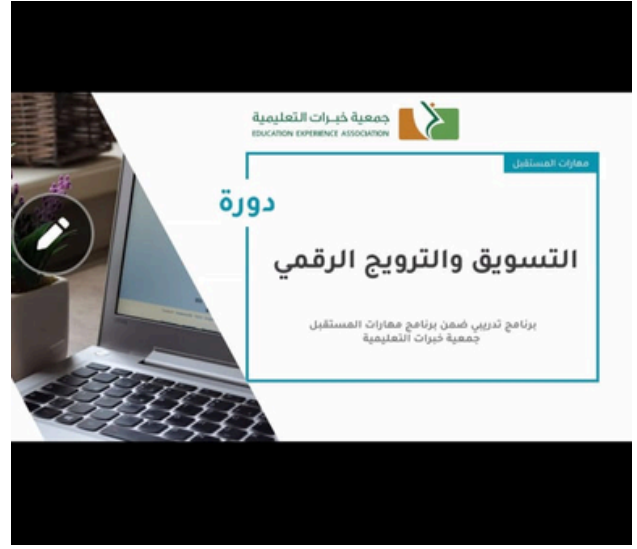 جمعية خبرات التعليمية
EDUCATION EXPERIENCE ASSOCIATION
مهارات المستقبل
دورة
التسويق والترويج الرقمي
برنامج تدريبي ضمن برنامج مهارات المستقبل
جمعية خبرات التعليمية